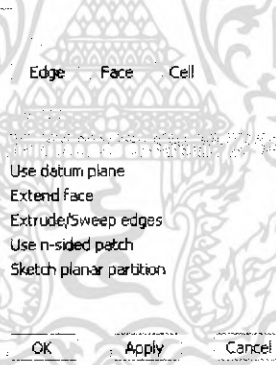 Edge Face Cell
Use datum plane
Extend face
Extrude/Sweep edges
Use n-sided patch
Sketch planar partition
OK Apply Cancel